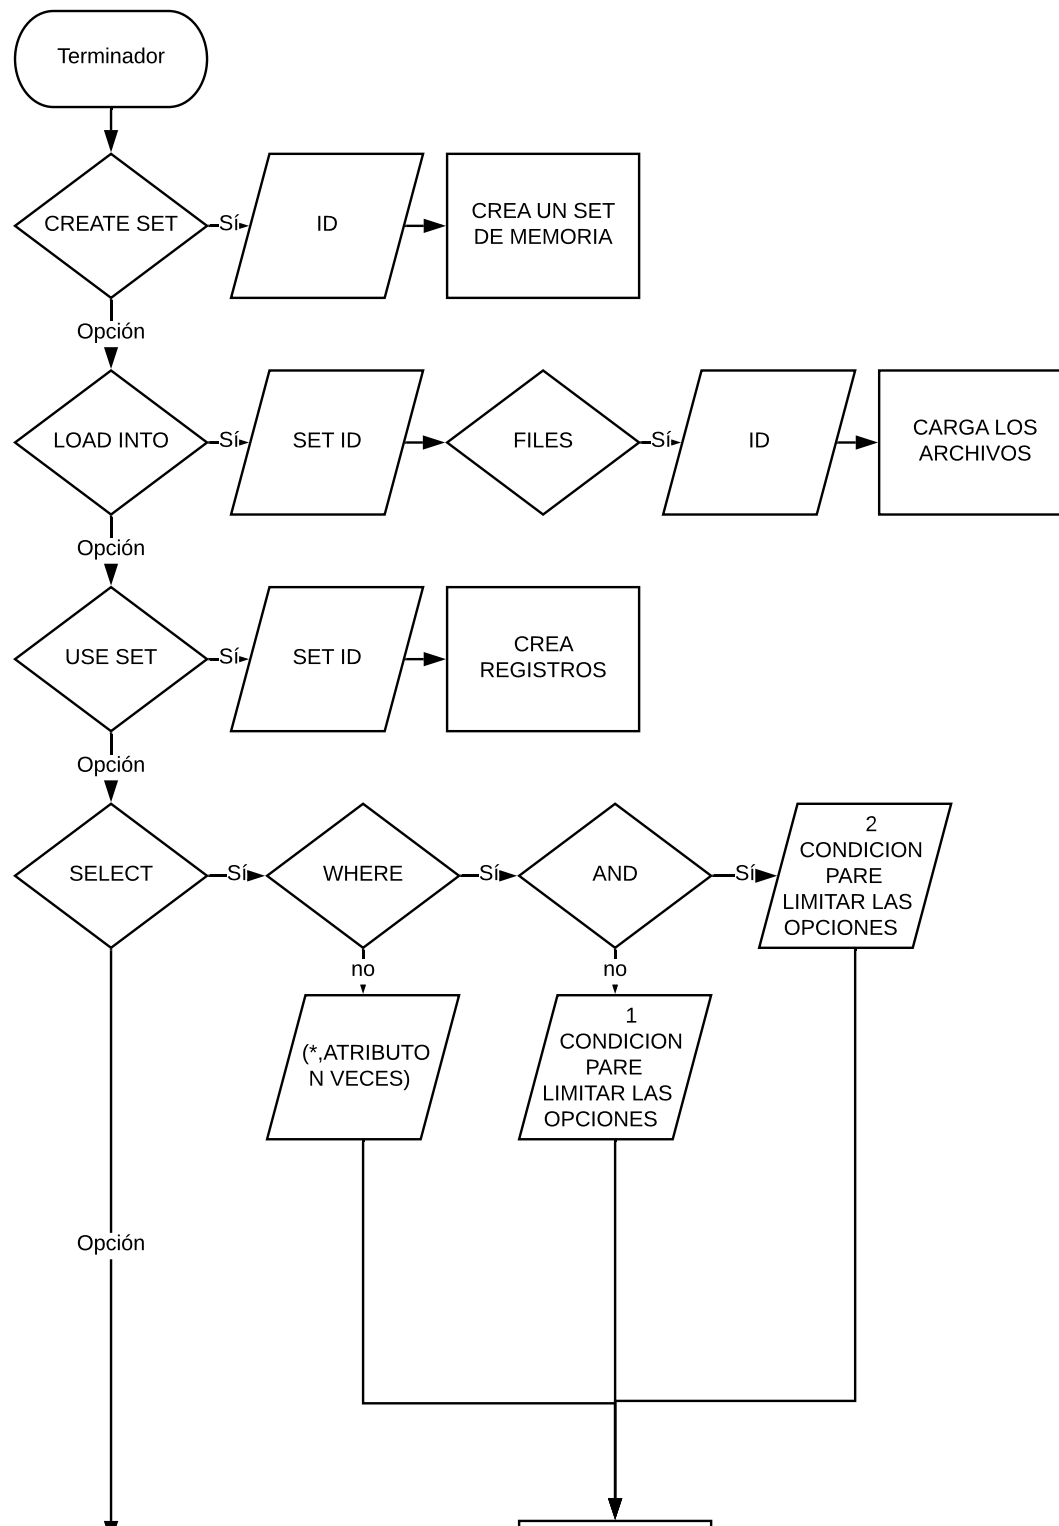 Terminador
CREATE SET
Sí
ID
CREA UN SET
DE MEMORIA
Opción
LOAD INTO
Sí
SET ID
FILES
Sí
ID
CARGA LOS
ARCHIVOS
Opción
USE SET
Sí
SET ID
CREA
REGISTROS
Opción
SELECT
Sí
WHERE
Sí
AND
Sí
2
CONDICION
PARE
LIMITAR LAS
OPCIONES
no
no
(*,ATRIBUTO
N VECES)
1
CONDICION
PARE
LIMITAR LAS
OPCIONES
Opción